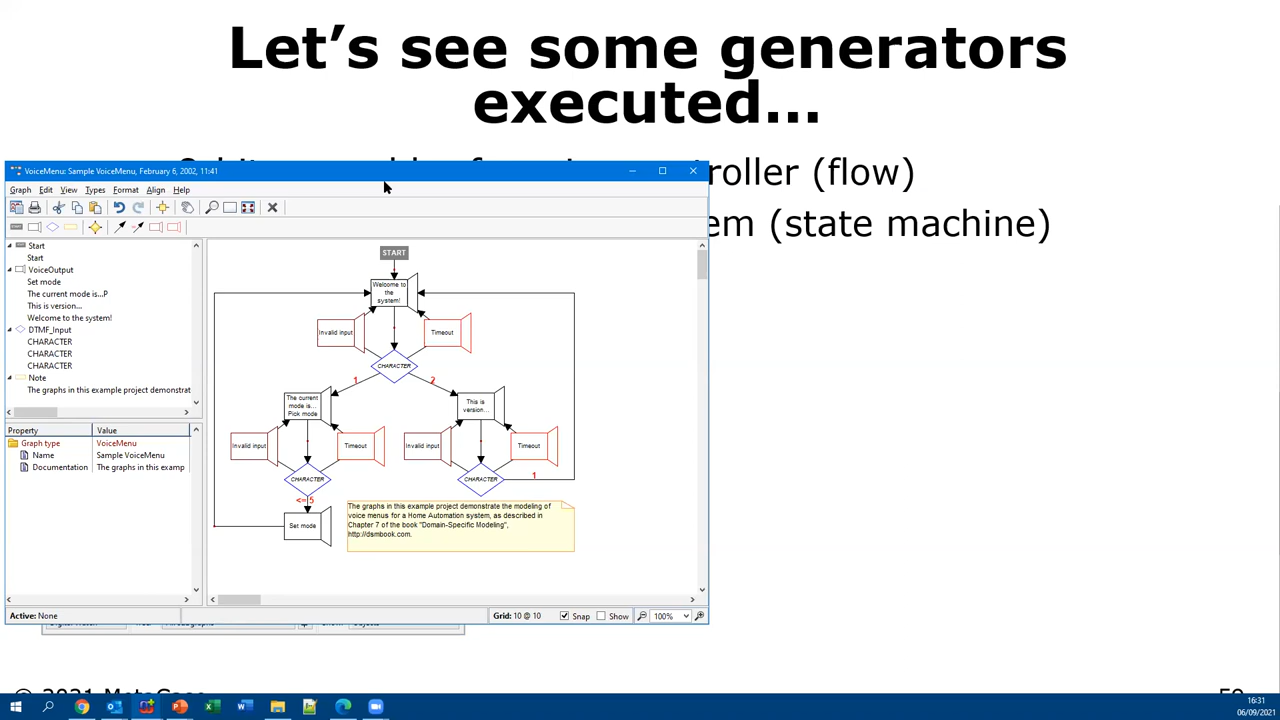 Let's see some generators
executed...
troller (flow)
em (state machine)
VoiceMenu: Sample VoiceMenu, February 6, 2002, 11:41
Graph Edit View Types Format Align Help
Start
Start
VoiceOutput
Set mode
The current mode is...P
This is version...
Welcome to the system!
DTMF_Input
CHARACTER
CHARACTER
CHARACTER
Note
The graphs in this example project demonstrat
Property Value
Graph type VoiceMenu
Name Sample VoiceMenu
Documentation The graphs in this examp
START
Welcome to
the
system!
Invalid input Timeout
CHARACTER
1 2
The current
mode is...
Pick mode
This is
version...
Invalid input Timeout Invalid input Timeout
CHARACTER CHARACTER 1
<= 5
Set mode
The graphs in this example project demonstrate the modeling of
voice menus for a Home Automation system, as described in
Chapter 7 of the book "Domain-Specific Modeling",
http://dsmbook.com.
Active: None Grid: 10 @ 10 Snap Show 100%
16:31
06/09/2021